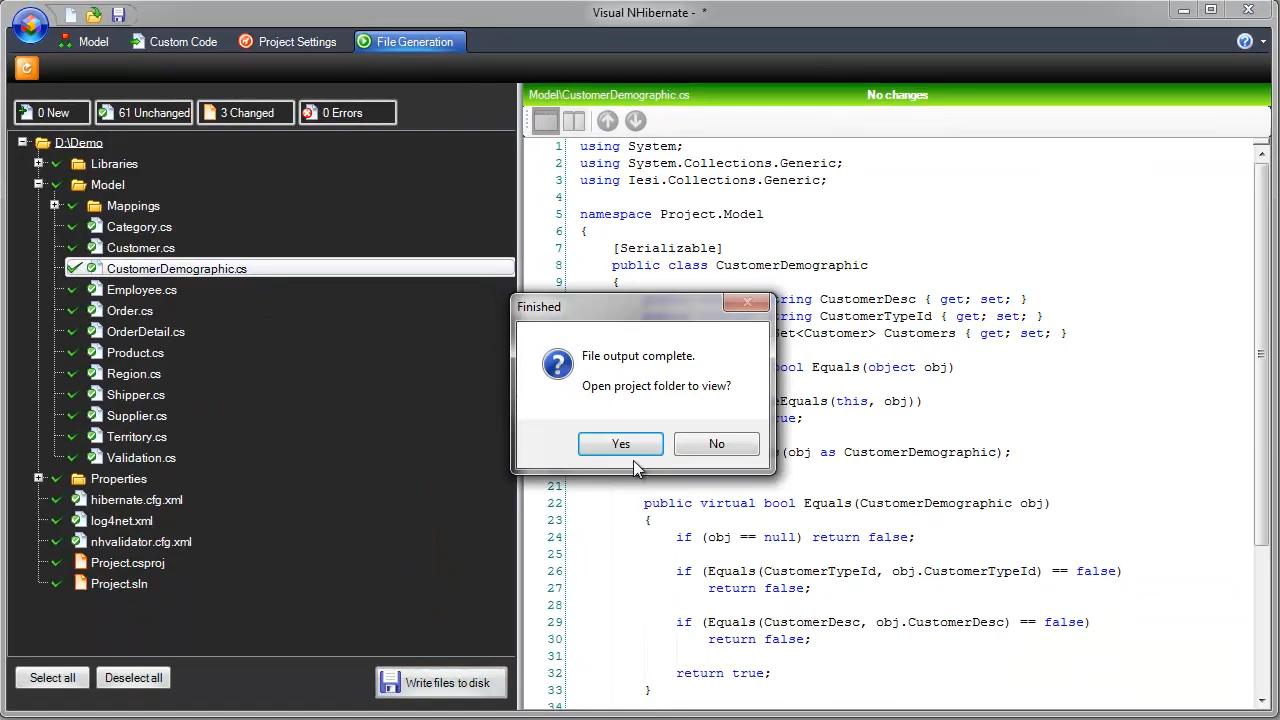 Visual NHibernate - *
Model
Custom Code
Project Settings
File Generation
0 New
61 Unchanged
3 Changed
0 Errors
D:\Demo
Libraries
Model
Mappings
Category.cs
Customer.cs
CustomerDemographic.cs
Employee.cs
Order.cs
OrderDetail.cs
Product.cs
Region.cs
Shipper.cs
Supplier.cs
Territory.cs
Validation.cs
Properties
hibernate.cfg.xml
log4net.xml
nhvalidator.cfg.xml
Project.csproj
Project.sln
Select all
Deselect all
Write files to disk
Model\CustomerDemographic.cs
No changes
1 using System;
2 using System.Collections.Generic;
3 using Iesi.Collections.Generic;
4
5 namespace Project.Model
6 {
7 [Serializable]
8 public class CustomerDemographic
9 {
CustomerDesc { get; set; }
CustomerTypeId { get; set; }
Set<Customer> Customers { get; set; }
Equals(object obj)
Equals(this, obj))
(obj as CustomerDemographic);
21
22 public virtual bool Equals(CustomerDemographic obj)
23 {
24 if (obj == null) return false;
25
26 if (Equals(CustomerTypeId, obj.CustomerTypeId) == false)
27 return false;
28
29 if (Equals(CustomerDesc, obj.CustomerDesc) == false)
30 return false;
31
32 return true;
33 }
34
Finished
File output complete.
Open project folder to view?
Yes
No